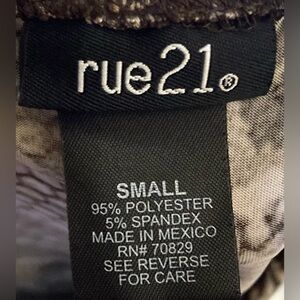 rue21®
SMALL
95% POLYESTER
5% SPANDEX
MADE IN MEXICO
RN# 70829
SEE REVERSE
FOR CARE